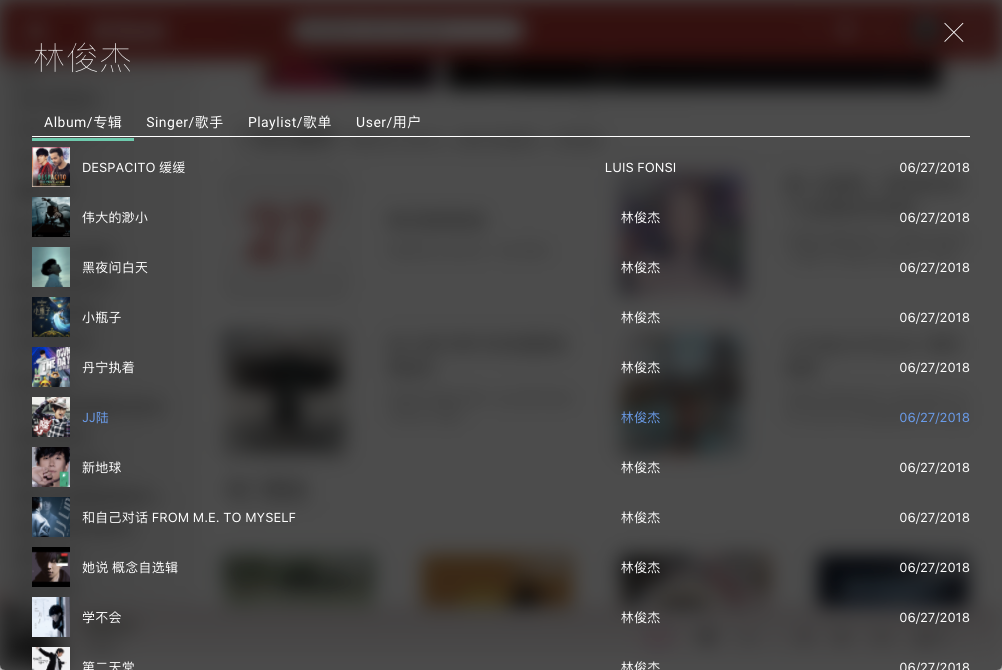 林俊杰
Album/专辑 Singer/歌手 Playlist/歌单 User/用户
DESPACITO 缓缓 LUIS FONSI 06/27/2018
伟大的渺小 林俊杰 06/27/2018
黑夜问白天 林俊杰 06/27/2018
小瓶子 林俊杰 06/27/2018
丹宁执着 林俊杰 06/27/2018
JJ陆 林俊杰 06/27/2018
新地球 林俊杰 06/27/2018
和自己对话 FROM M.E. TO MYSELF 林俊杰 06/27/2018
她说 概念自选辑 林俊杰 06/27/2018
学不会 林俊杰 06/27/2018
第二天堂 林俊杰 06/27/2018